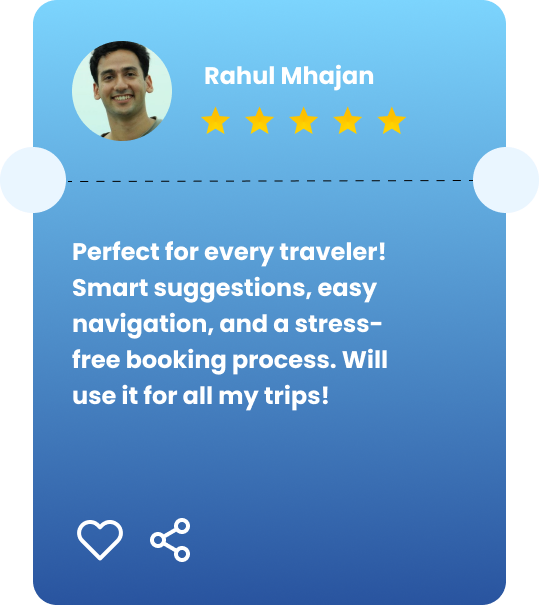 Rahul Mhajan
Perfect for every traveler!
Smart suggestions, easy
navigation, and a stress-
free booking process. Will
use it for all my trips!